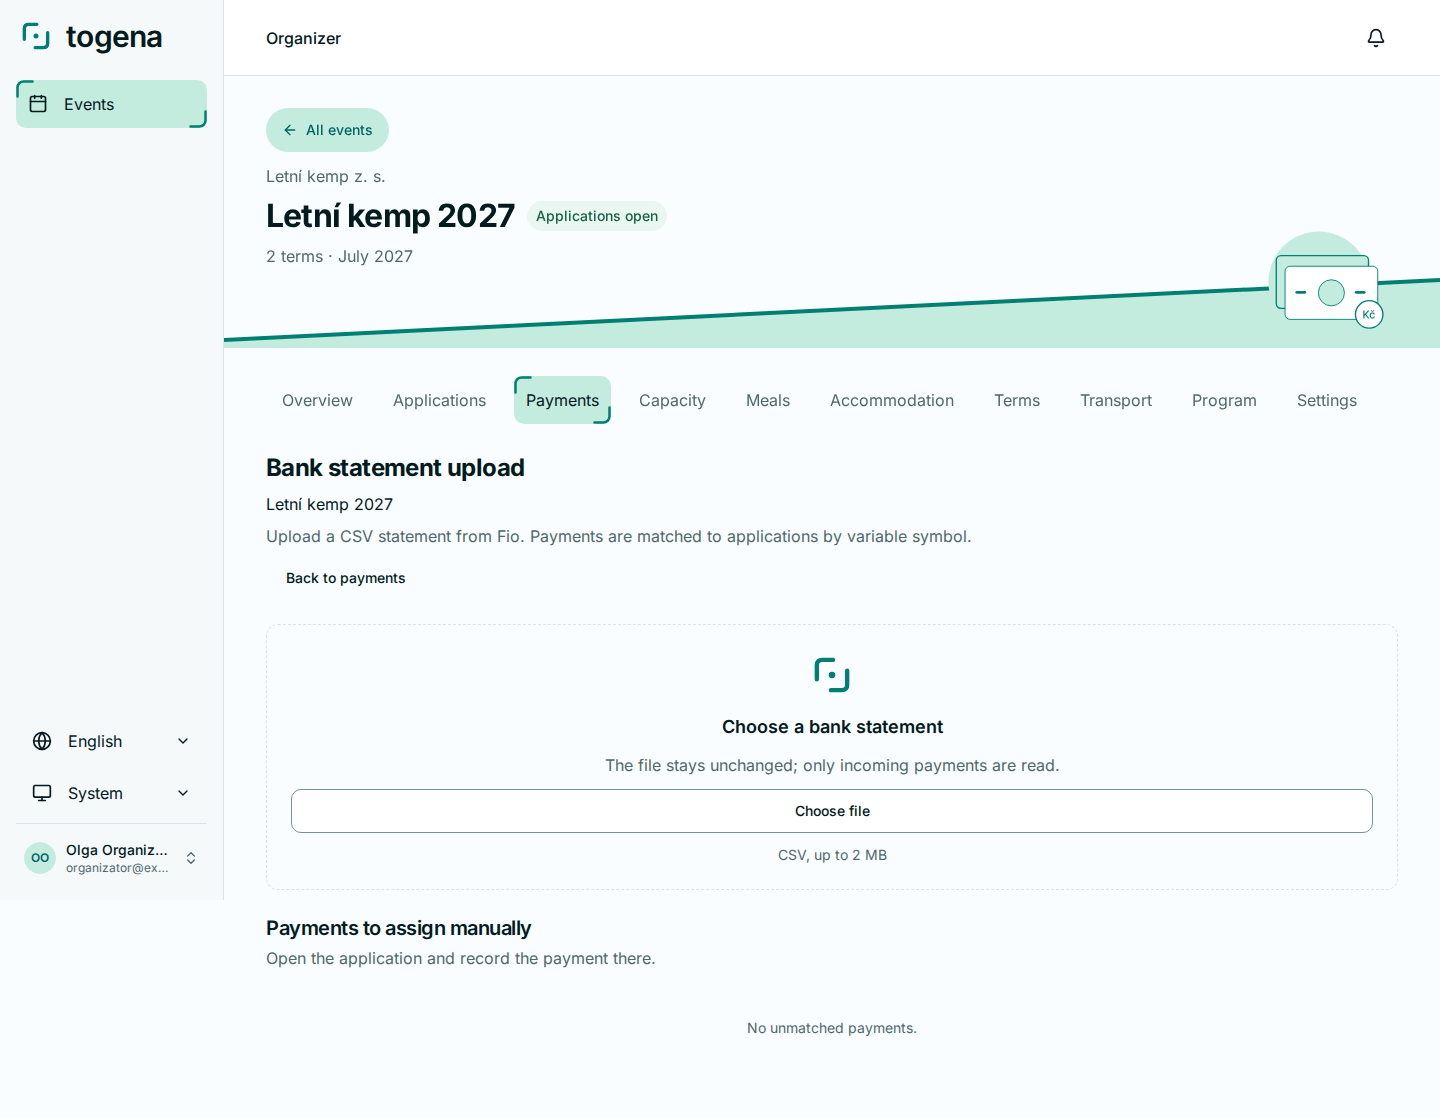 togena
Organizer
Events
All events
Letní kemp z. s.
Letní kemp 2027
Applications open
2 terms · July 2027
Kč
Overview
Applications
Payments
Capacity
Meals
Accommodation
Terms
Transport
Program
Settings
Bank statement upload
Letní kemp 2027
Upload a CSV statement from Fio. Payments are matched to applications by variable symbol.
Back to payments
Choose a bank statement
The file stays unchanged; only incoming payments are read.
Choose file
CSV, up to 2 MB
Payments to assign manually
Open the application and record the payment there.
No unmatched payments.
English
System
OO
Olga Organiz...
organizator@ex...